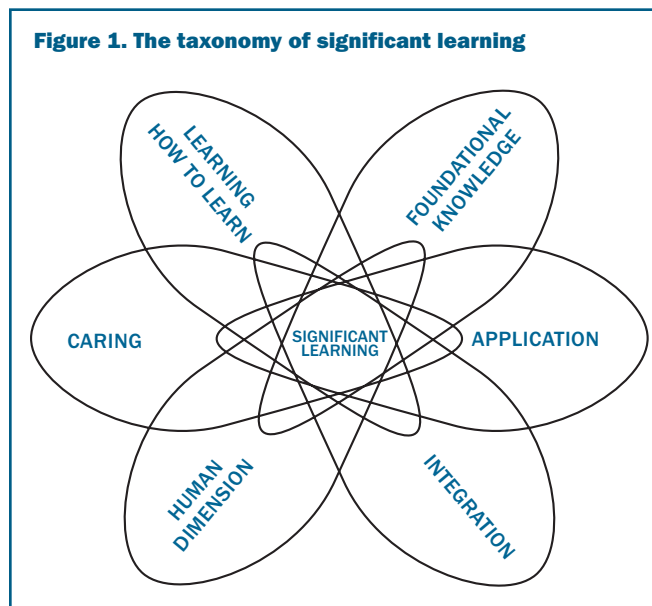 Figure 1. The taxonomy of significant learning
LEARNING
HOW TO LEARN
FOUNDATIONAL
KNOWLEDGE
CARING
SIGNIFICANT
LEARNING
APPLICATION
HUMAN
DIMENSION
INTEGRATION